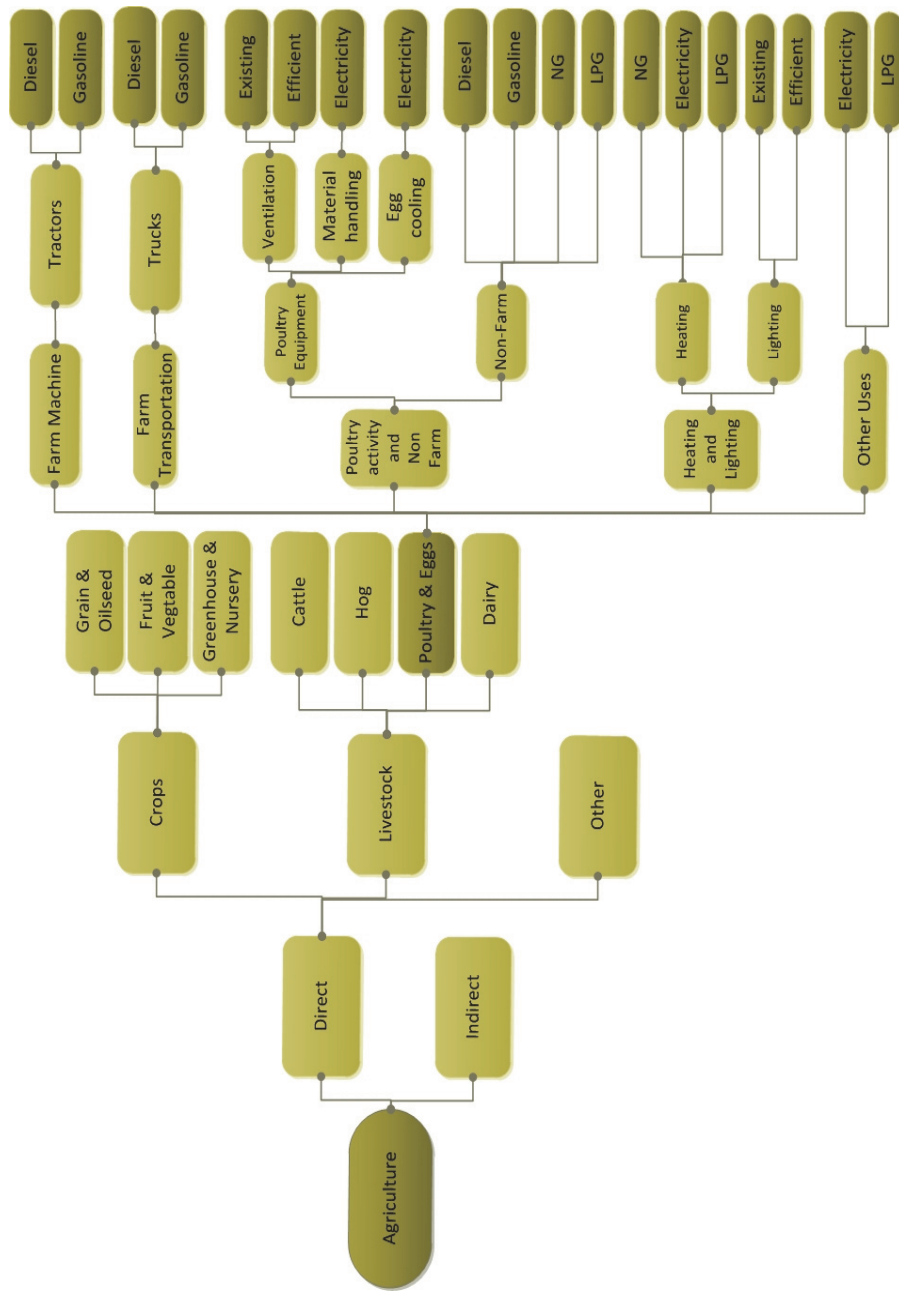 Agriculture
Direct
Indirect
Crops
Livestock
Other
Grain &
Oilseed
Fruit &
Vegtable
Greenhouse &
Nursery
Cattle
Hog
Poultry & Eggs
Dairy
Farm Machine
Farm
Transportation
Poultry
activity
and
Non
Farm
Heating
and
Lighting
Other Uses
Tractors
Trucks
Poultry
Equipment
Non-Farm
Heating
Lighting
Ventilation
Material
handling
Egg
cooling
Diesel
Gasoline
Diesel
Gasoline
Existing
Efficient
Electricity
Electricity
Diesel
Gasoline
NG
LPG
NG
Electricity
LPG
Existing
Efficient
Electricity
LPG